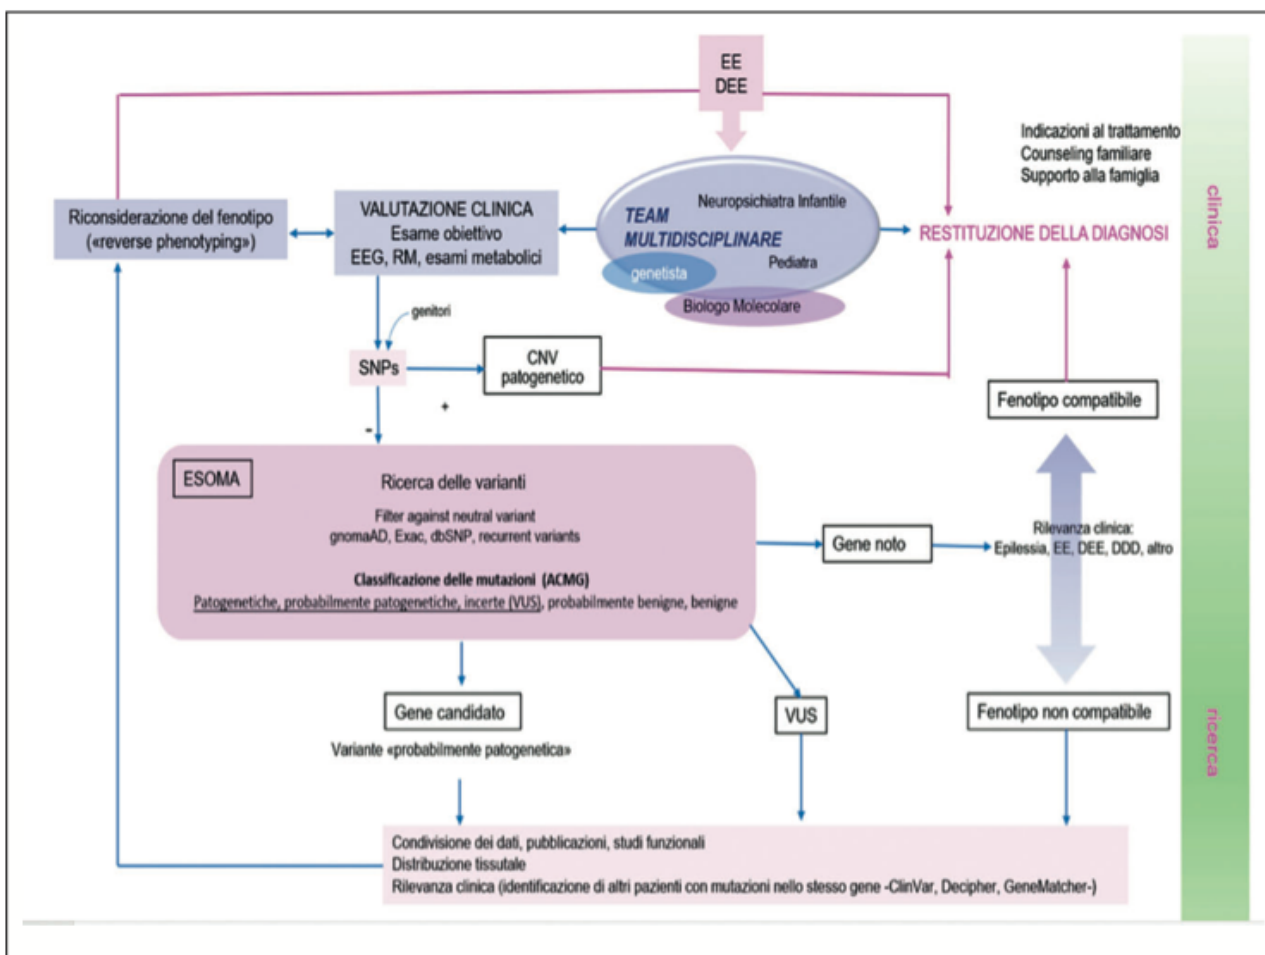 EE
DEE
Indicazioni al trattamento
Counseling familiare
Supporto alla famiglia
clinica
Riconsiderazione del fenotipo
(«reverse phenotyping»)
VALUTAZIONE CLINICA
Esame obiettivo
EEG, RM, esami metabolici
Neuropsichiatra Infantile
TEAM
MULTIDISCIPLINARE
Pediatra
genetista
Biologo Molecolare
RESTITUZIONE DELLA DIAGNOSI
genitori
SNPs
CNV
patogenetico
+
-
Fenotipo compatibile
ESOMA
Ricerca delle varianti
Filter against neutral variant
gnomaAD, Exac, dbSNP, recurrent variants
Classificazione delle mutazioni (ACMG)
Patogenetiche, probabilmente patogenetiche, incerte (VUS), probabilmente benigne, benigne
Gene noto
Rilevanza clinica:
Epilessia, EE, DEE, DDD, altro
Gene candidato
Variante «probabilmente patogenetica»
VUS
Fenotipo non compatibile
ricerca
Condivisione dei dati, pubblicazioni, studi funzionali
Distribuzione tissutale
Rilevanza clinica (identificazione di altri pazienti con mutazioni nello stesso gene -ClinVar, Decipher, GeneMatcher-)